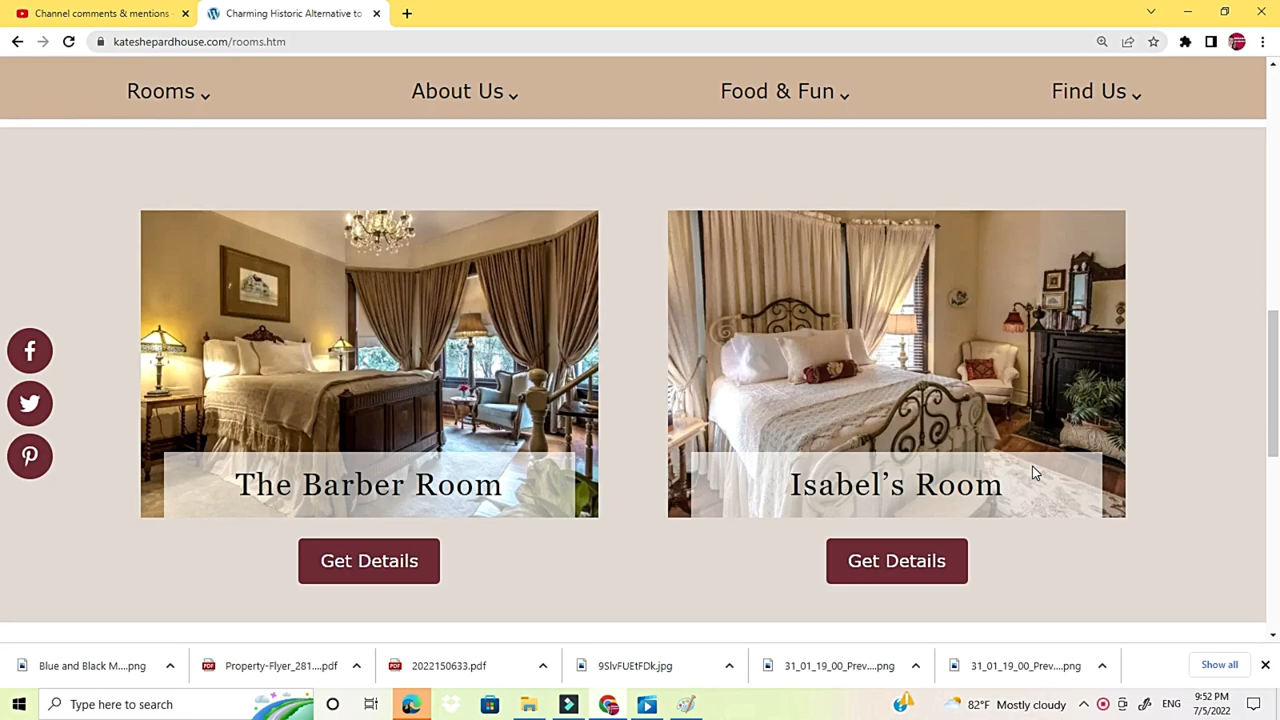 Channel comments & mentions
Charming Historic Alternative to
kateshepardhouse.com/rooms.htm
Rooms
About Us
Food & Fun
Find Us
The Barber Room
Isabel's Room
Get Details
Get Details
Blue and Black M....png
Property-Flyer_281....pdf
2022150633.pdf
9SlvFUEtFDk.jpg
31_01_19_00_Prev....png
31_01_19_00_Prev....png
Show all
Type here to search
82°F Mostly cloudy
ENG
9:52 PM
7/5/2022